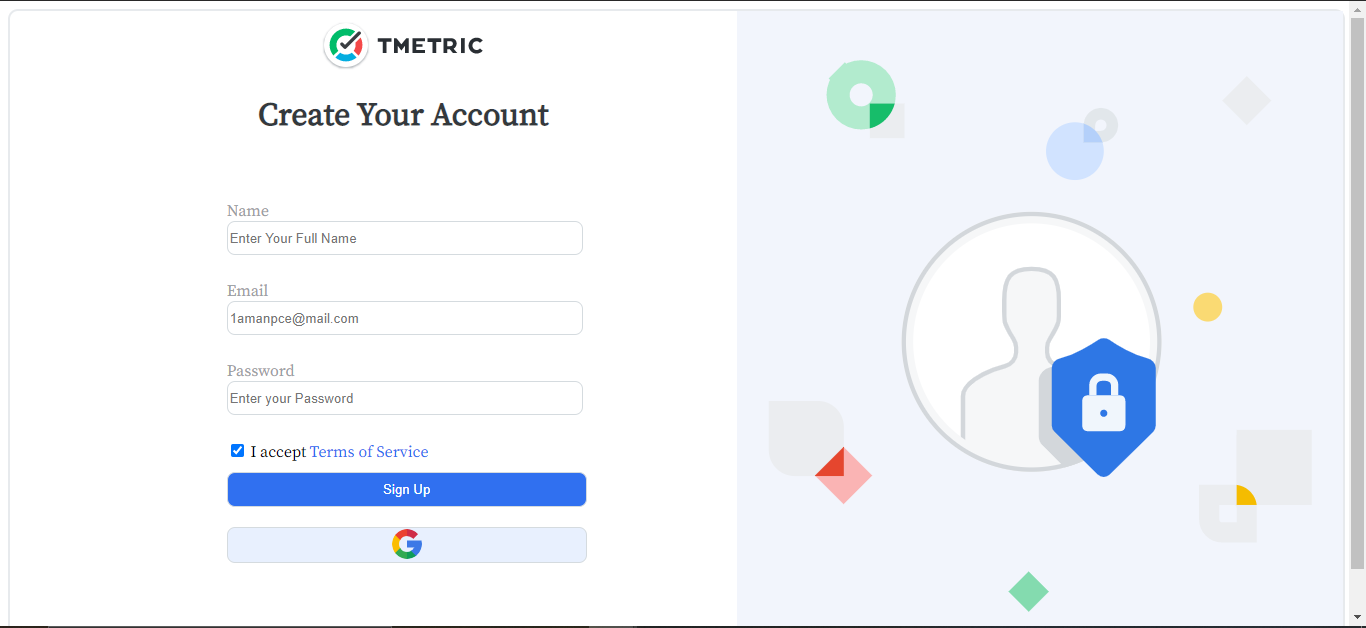 TMETRIC
Create Your Account
Name
Enter Your Full Name
Email
1amanpce@mail.com
Password
Enter your Password
I accept Terms of Service
Sign Up